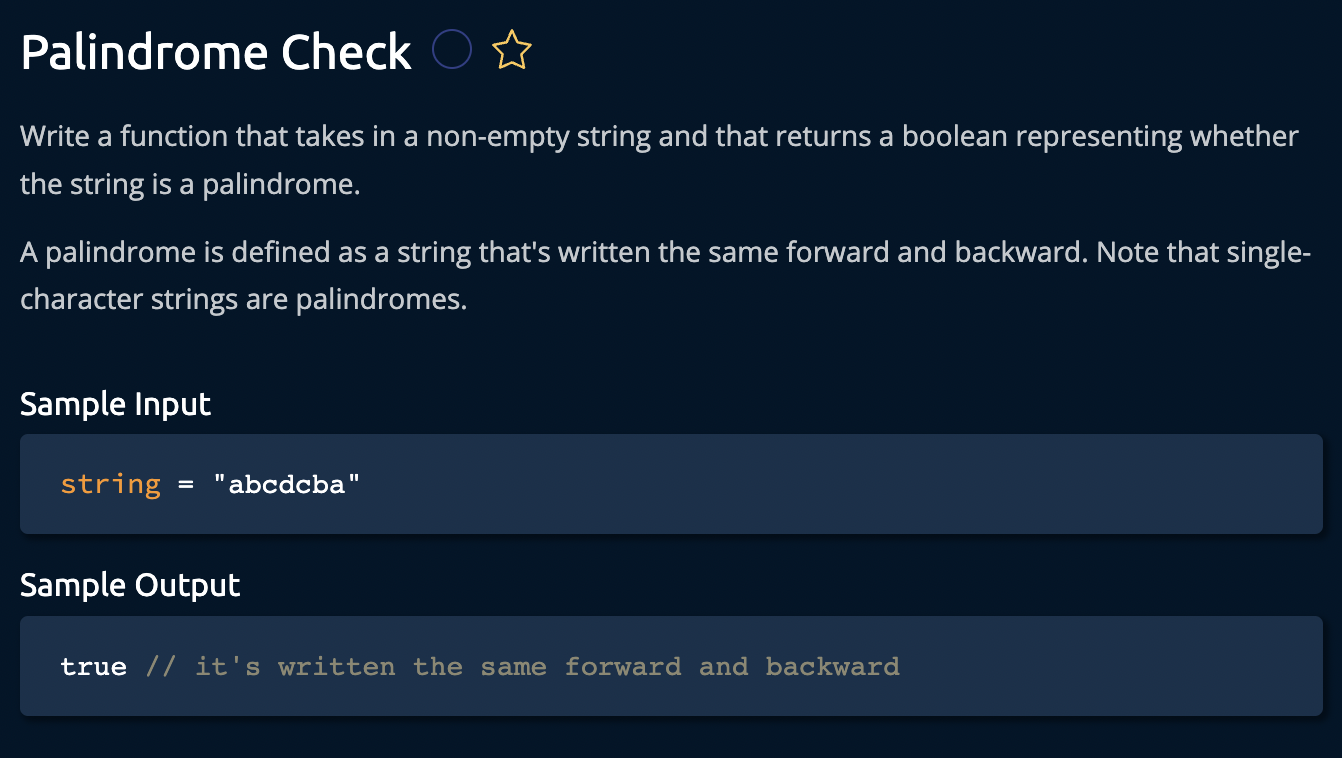 Palindrome Check
Write a function that takes in a non-empty string and that returns a boolean representing whether
the string is a palindrome.
A palindrome is defined as a string that's written the same forward and backward. Note that single-
character strings are palindromes.
Sample Input
string = "abcdcba"
Sample Output
true // it's written the same forward and backward